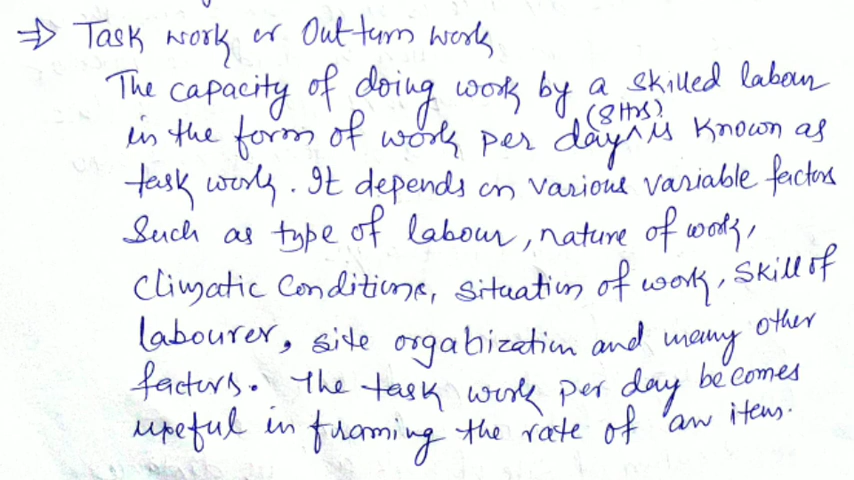 ⇒ Task work or Out turn work
The capacity of doing work by a skilled labour
in the form of work per day ^ (8 Hrs) is known as
task work. It depends on various variable factors
Such as type of labour, nature of work,
Climatic Conditions, situation of work, skill of
labourer, site orgabization and many other
factors. The task work per day becomes
useful in framing the rate of an item.